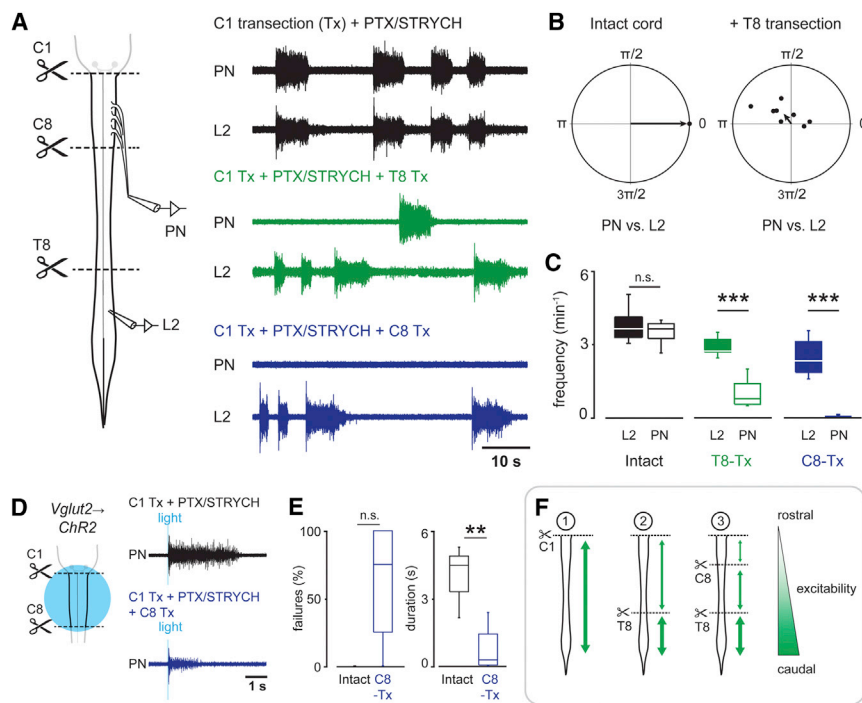 A
C1
C8
T8
PN
L2
C1 transection (Tx) + PTX/STRYCH
PN
L2
C1 Tx + PTX/STRYCH + T8 Tx
PN
L2
C1 Tx + PTX/STRYCH + C8 Tx
PN
L2
10 s
B
Intact cord
π/2
π
0
3π/2
PN vs. L2
+ T8 transection
π/2
π
0
3π/2
PN vs. L2
C
frequency (min⁻¹)
6
3
0
n.s.
***
***
L2 PN L2 PN L2 PN
Intact T8-Tx C8-Tx
D
Vglut2→
ChR2
C1
C8
C1 Tx + PTX/STRYCH
light
PN
C1 Tx + PTX/STRYCH
+ C8 Tx
light
PN
1 s
E
failures (%)
100
50
0
n.s.
Intact C8
-Tx
duration (s)
6
3
0
**
Intact C8
-Tx
F
1
C1
2
T8
3
C8
T8
rostral
excitability
caudal